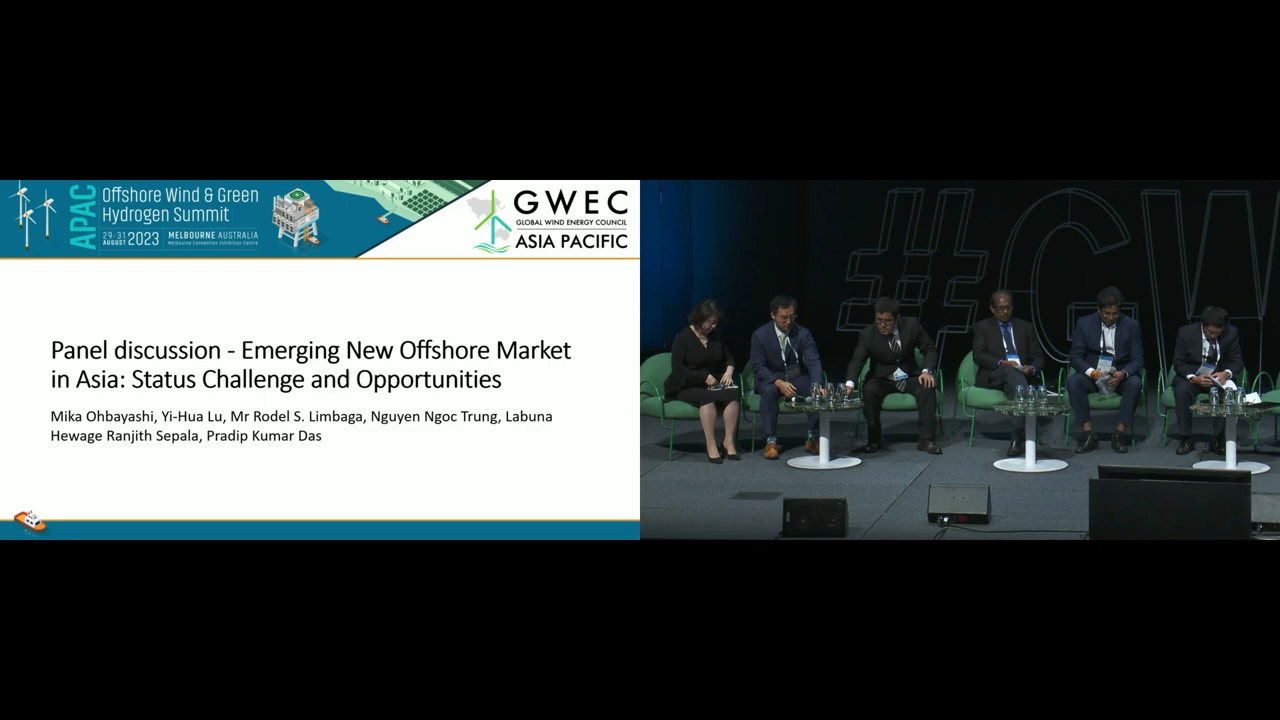 APAC
Offshore Wind & Green
Hydrogen Summit
29-31
AUGUST 2023
MELBOURNE AUSTRALIA
Melbourne Convention Exhibition Centre
GWEC
GLOBAL WIND ENERGY COUNCIL
ASIA PACIFIC
Panel discussion - Emerging New Offshore Market
in Asia: Status Challenge and Opportunities
Mika Ohbayashi, Yi-Hua Lu, Mr Rodel S. Limbaga, Nguyen Ngoc Trung, Labuna
Hewage Ranjith Sepala, Pradip Kumar Das
#GW